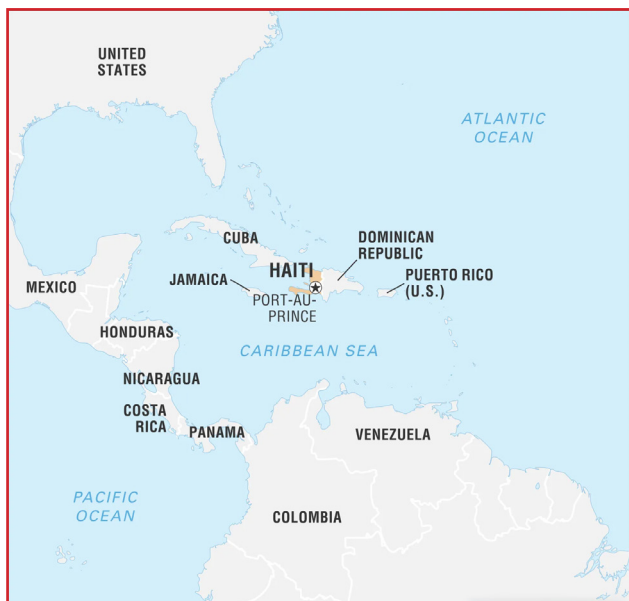 UNITED
STATES
ATLANTIC
OCEAN
CUBA
DOMINICAN
REPUBLIC
HAITI
JAMAICA
PUERTO RICO
(U.S.)
MEXICO
PORT-AU-
PRINCE
HONDURAS
CARIBBEAN SEA
NICARAGUA
COSTA
RICA
PANAMA
VENEZUELA
PACIFIC
OCEAN
COLOMBIA